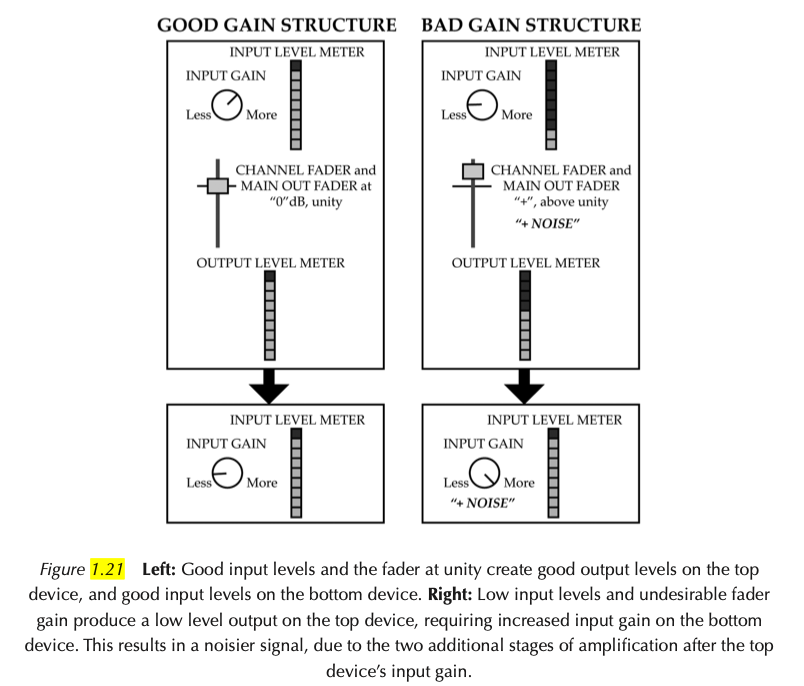 GOOD GAIN STRUCTURE
INPUT LEVEL METER
INPUT GAIN
Less More
CHANNEL FADER and
MAIN OUT FADER at
“0”dB, unity
OUTPUT LEVEL METER
INPUT LEVEL METER
INPUT GAIN
Less More
BAD GAIN STRUCTURE
INPUT LEVEL METER
INPUT GAIN
Less More
CHANNEL FADER and
MAIN OUT FADER
“+”, above unity
“+ NOISE”
OUTPUT LEVEL METER
INPUT LEVEL METER
INPUT GAIN
Less More
“+ NOISE”
Figure 1.21 Left: Good input levels and the fader at unity create good output levels on the top
device, and good input levels on the bottom device. Right: Low input levels and undesirable fader
gain produce a low level output on the top device, requiring increased input gain on the bottom
device. This results in a noisier signal, due to the two additional stages of amplification after the top
device’s input gain.